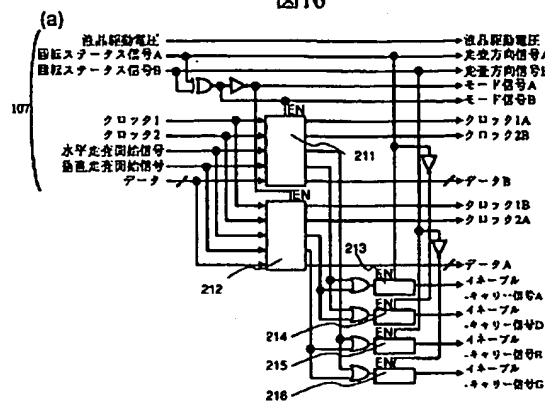 図16
(a)
液晶駆動電圧
液晶駆動電圧
回転ステータス信号A
走査方向信号A
回転ステータス信号B
走査方向信号B
モード信号A
モード信号B
107
EN
クロック1
クロック1A
クロック2
クロック2B
水平走査開始信号
211
垂直走査開始信号
データ
データB
EN
クロック1B
クロック2A
213
212
データA
EN
イネーブル
-キャリー信号A
214
EN
イネーブル
-キャリー信号D
215
EN
イネーブル
-キャリー信号
216
EN
イネーブル
-キャリー信号G